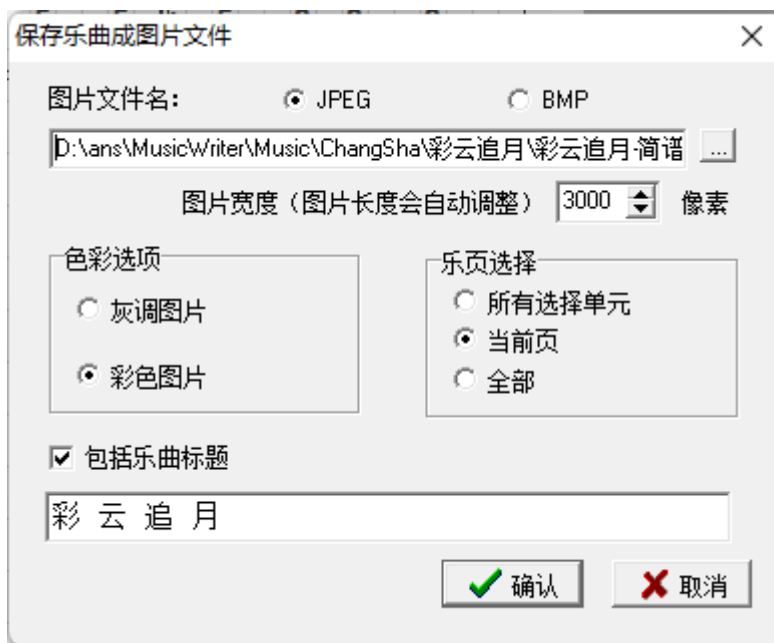 保存乐曲成图片文件
图片文件名： JPEG BMP
D:\ans\MusicWriter\Music\ChangSha\彩云追月\彩云追月-简谱
...
图片宽度（图片长度会自动调整） 3000 像素
色彩选项
灰调图片
彩色图片
乐页选择
所有选择单元
当前页
全部
包括乐曲标题
彩 云 追 月
确认 取消